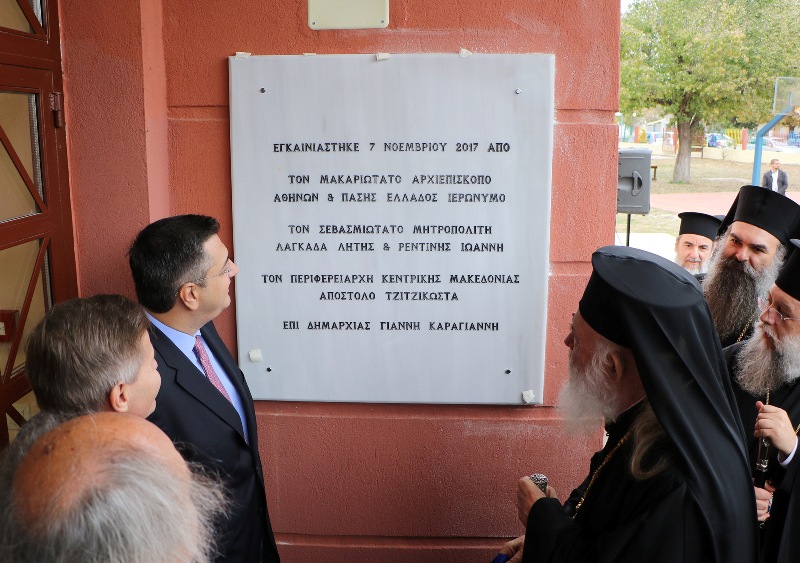 ΕΓΚΑΙΝΙΑΣΤΗΚΕ 7 ΝΟΕΜΒΡΙΟΥ 2017 ΑΠΟ
ΤΟΝ ΜΑΚΑΡΙΩΤΑΤΟ ΑΡΧΙΕΠΙΣΚΟΠΟ
ΑΘΗΝΩΝ & ΠΑΣΗΣ ΕΛΛΑΔΟΣ ΙΕΡΩΝΥΜΟ
ΤΟΝ ΣΕΒΑΣΜΙΩΤΑΤΟ ΜΗΤΡΟΠΟΛΙΤΗ
ΛΑΓΚΑΔΑ ΛΗΤΗΣ & ΡΕΝΤΙΝΗΣ ΙΩΑΝΝΗ
ΤΟΝ ΠΕΡΙΦΕΡΕΙΑΡΧΗ ΚΕΝΤΡΙΚΗΣ ΜΑΚΕΔΟΝΙΑΣ
ΑΠΟΣΤΟΛΟ ΤΖΙΤΖΙΚΩΣΤΑ
ΕΠΙ ΔΗΜΑΡΧΙΑΣ ΓΙΑΝΝΗ ΚΑΡΑΓΙΑΝΝΗ